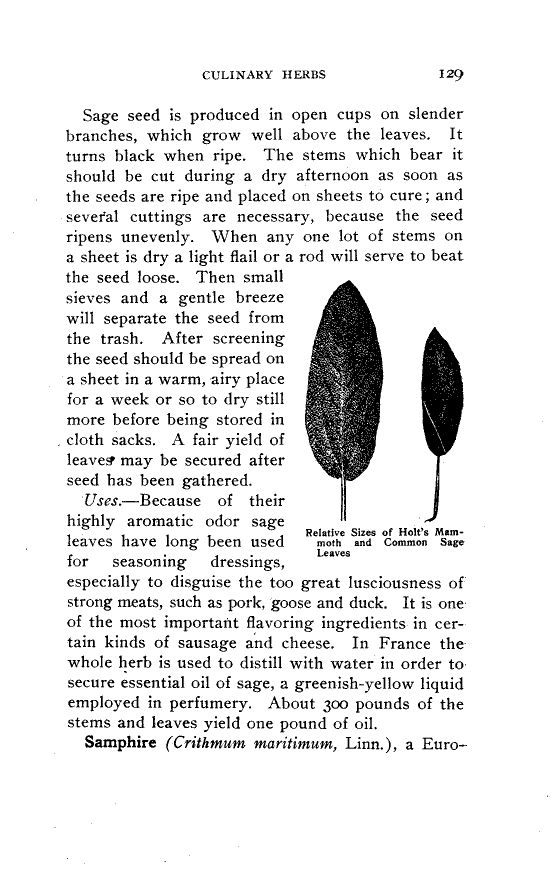 CULINARY HERBS 129
Sage seed is produced in open cups on slender
branches, which grow well above the leaves. It
turns black when ripe. The stems which bear it
should be cut during a dry afternoon as soon as
the seeds are ripe and placed on sheets to cure; and
several cuttings are necessary, because the seed
ripens unevenly. When any one lot of stems on
a sheet is dry a light flail or a rod will serve to beat
the seed loose. Then small
sieves and a gentle breeze
will separate the seed from
the trash. After screening
the seed should be spread on
a sheet in a warm, airy place
for a week or so to dry still
more before being stored in
cloth sacks. A fair yield of
leaves may be secured after
seed has been gathered.
Uses.—Because of their
highly aromatic odor sage
leaves have long been used
for seasoning dressings,
Relative Sizes of Holt's Mam-
moth and Common Sage
Leaves
especially to disguise the too great lusciousness of
strong meats, such as pork, goose and duck. It is one
of the most important flavoring ingredients in cer-
tain kinds of sausage and cheese. In France the
whole herb is used to distill with water in order to
secure essential oil of sage, a greenish-yellow liquid
employed in perfumery. About 300 pounds of the
stems and leaves yield one pound of oil.
Samphire (Crithmum maritimum, Linn.), a Euro-